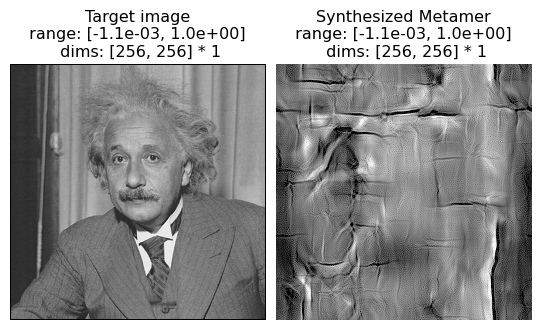 Target image
range: [-1.1e-03, 1.0e+00]
dims: [256, 256] * 1
Synthesized Metamer
range: [-1.1e-03, 1.0e+00]
dims: [256, 256] * 1